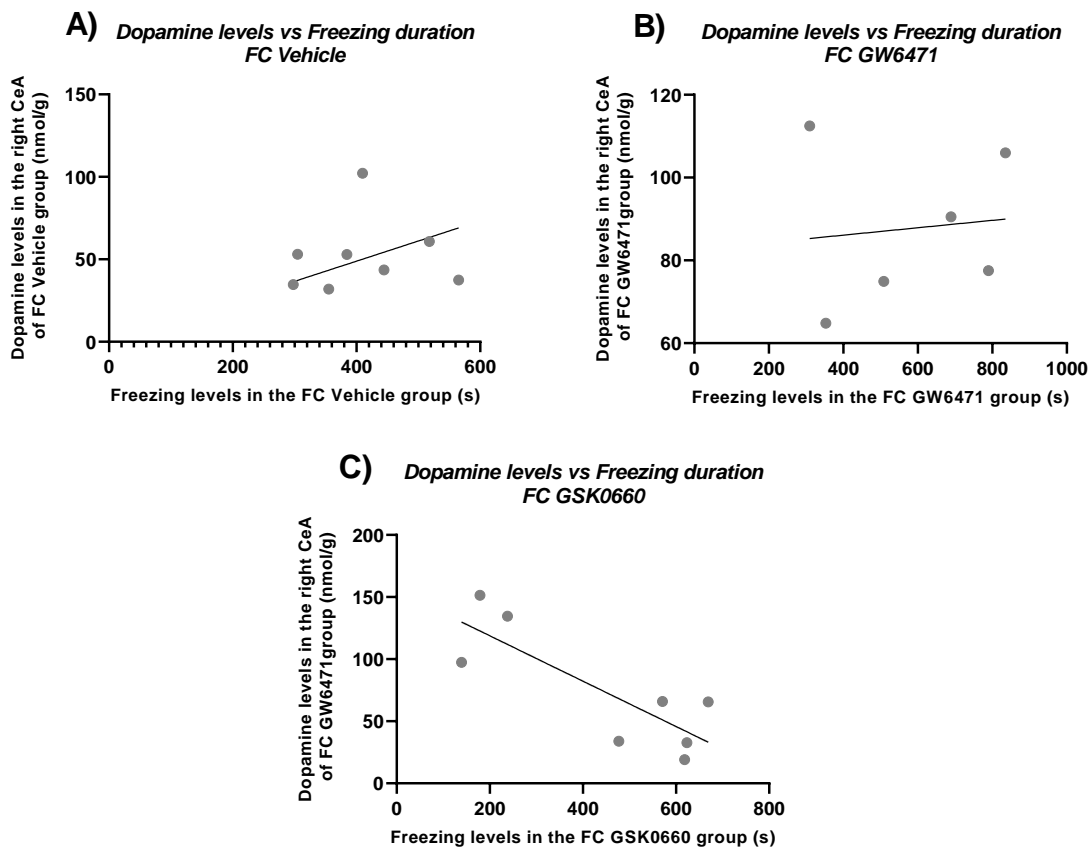 A)
Dopamine levels vs Freezing duration
FC Vehicle
Dopamine levels in the right CeA
of FC Vehicle group (nmol/g)
150
100
50
0
0 200 400 600
Freezing levels in the FC Vehicle group (s)
B)
Dopamine levels vs Freezing duration
FC GW6471
Dopamine levels in the right CeA
of FC GW6471group (nmol/g)
120
100
80
60
0 200 400 600 800 1000
Freezing levels in the FC GW6471 group (s)
C)
Dopamine levels vs Freezing duration
FC GSK0660
Dopamine levels in the right CeA
of FC GW6471group (nmol/g)
200
150
100
50
0
0 200 400 600 800
Freezing levels in the FC GSK0660 group (s)